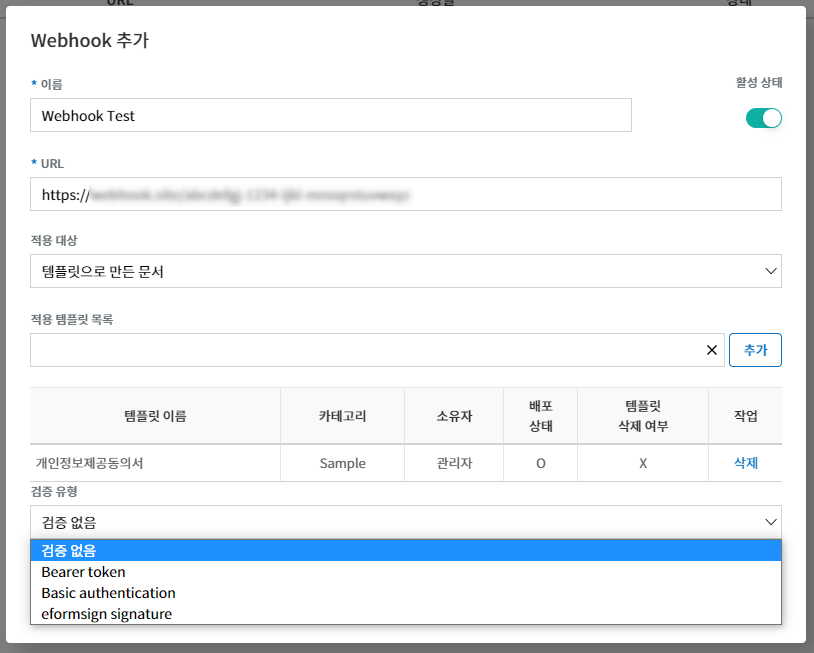 URL
Webhook 추가
* 이름
활성 상태
Webhook Test
* URL
https://
적용 대상
템플릿으로 만든 문서
적용 템플릿 목록
추가
템플릿 이름 카테고리 소유자 배포 상태 템플릿 삭제 여부 작업
개인정보제공동의서 Sample 관리자 O X 삭제
검증 유형
검증 없음
검증 없음
Bearer token
Basic authentication
eformsign signature